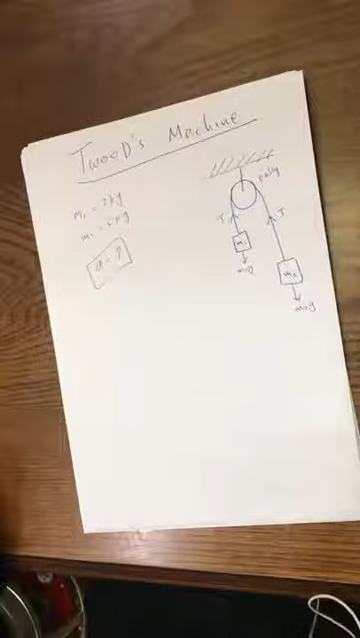 Twood's Machine
pully
m₁ = 2kg
T
T
a = ?
m₁
m₁g
m₂
m₂g